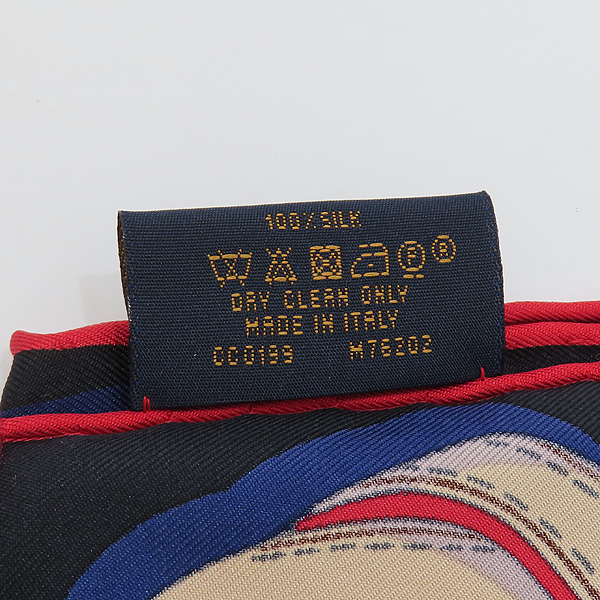 100% SILK
F R
DRY CLEAN ONLY
MADE IN ITALY
CC0199 M76202